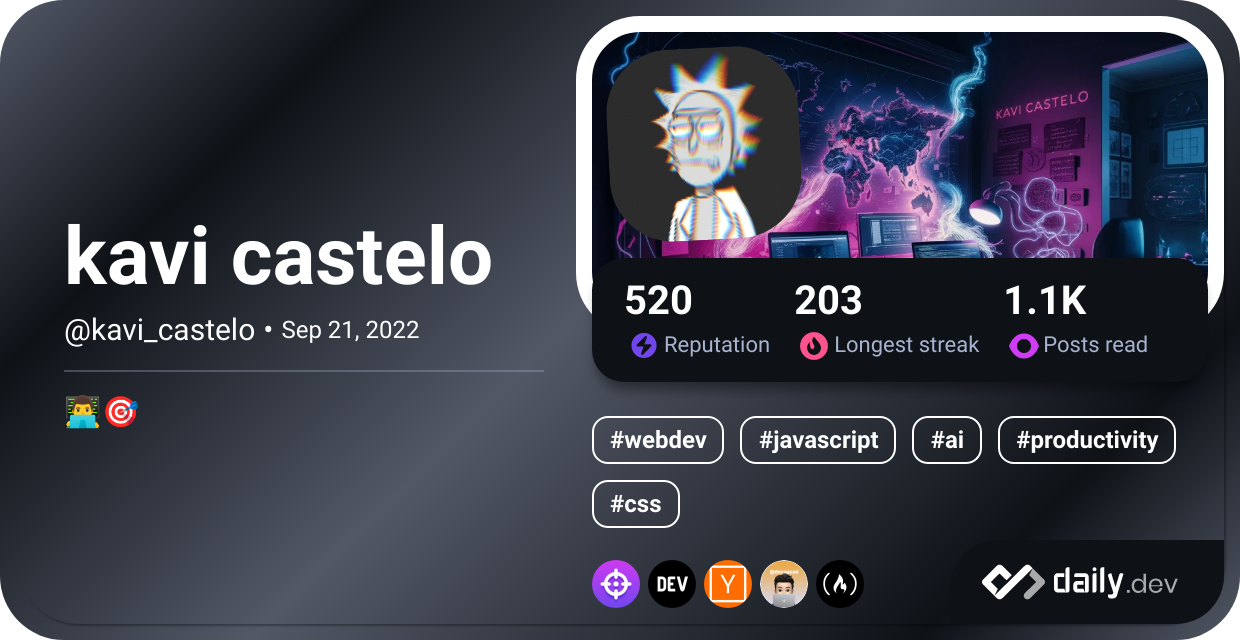 kavi castelo
@kavi_castelo • Sep 21, 2022
KAVI CASTELO
520
203
1.1K
Reputation
Longest streak
Posts read
#webdev
#javascript
#ai
#productivity
#css
DEV
Y
daily.dev